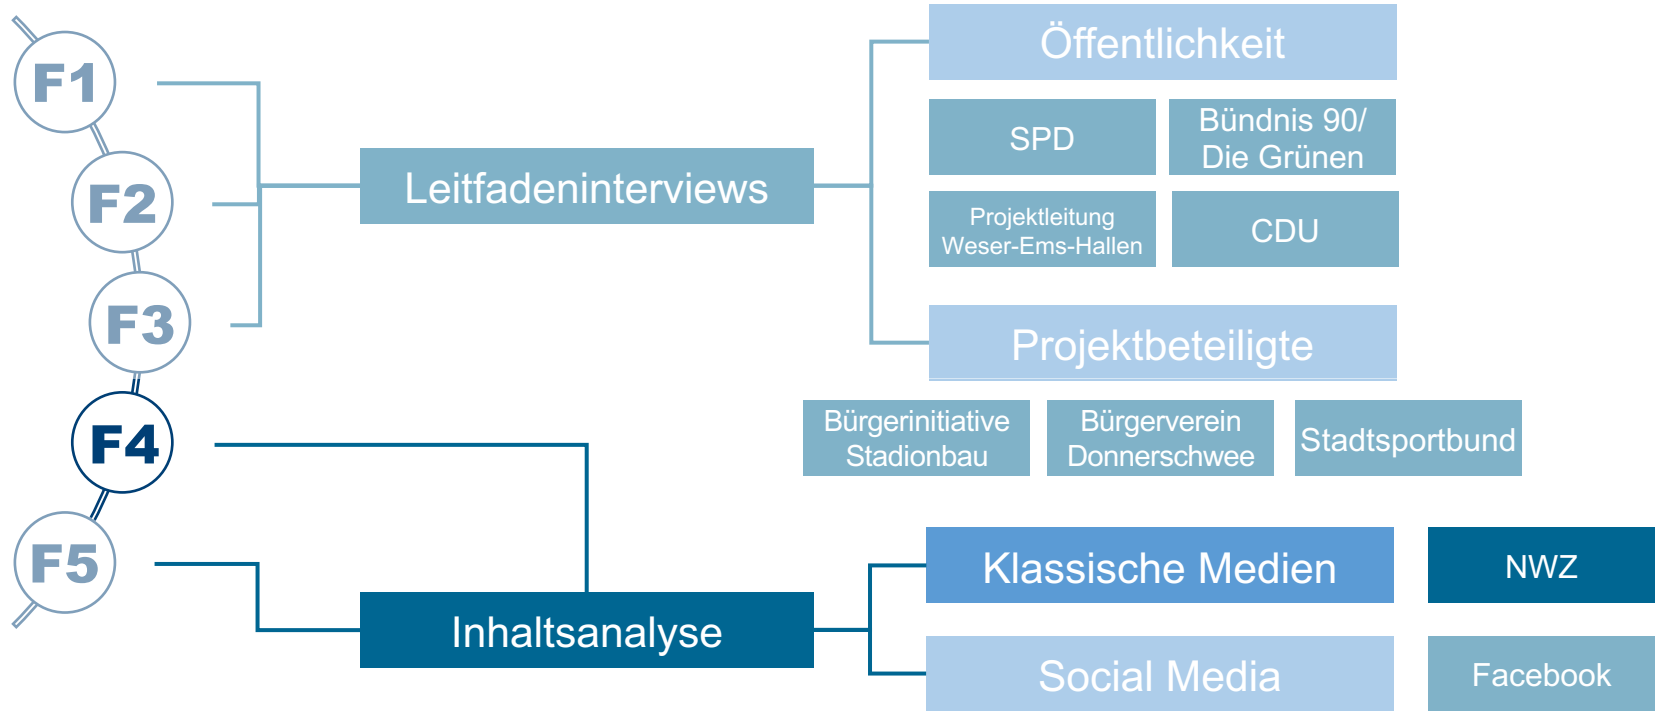 F1
F2
F3
F4
F5
Leitfadeninterviews
Inhaltsanalyse
Öffentlichkeit
SPD
Bündnis 90/
Die Grünen
Projektleitung
Weser-Ems-Hallen
CDU
Projektbeteiligte
Bürgerinitiative
Stadionbau
Bürgerverein
Donnerschwee
Stadtsportbund
Klassische Medien
NWZ
Social Media
Facebook